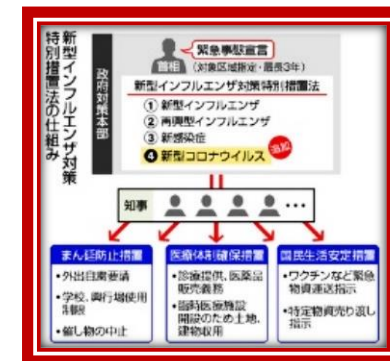 新型インフルエンザ対策
特別措置法の仕組み
政府対策本部
首相
緊急事態宣言
(対象区域指定・最長3年)
新型インフルエンザ対策特別措置法
① 新型インフルエンザ
② 再興型インフルエンザ
③ 新感染症
❹ 新型コロナウイルス
追加
知事
・・・
まん延防止措置
•外出自粛要請
•学校、興行場使用
制限
•催し物の中止
医療体制確保措置
•診療提供、医薬品
販売義務
•臨時医療施設
開設のため土地、
建物収用
国民生活安定措置
•ワクチンなど緊急
物資運送指示
•特定物資売り渡し
指示